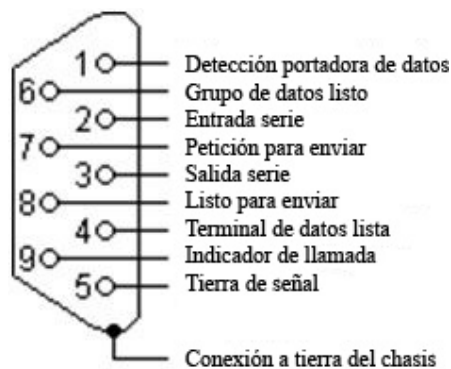 1 Detección portadora de datos
6 Grupo de datos listo
2 Entrada serie
7 Petición para enviar
3 Salida serie
8 Listo para enviar
4 Terminal de datos lista
9 Indicador de llamada
5 Tierra de señal
Conexión a tierra del chasis